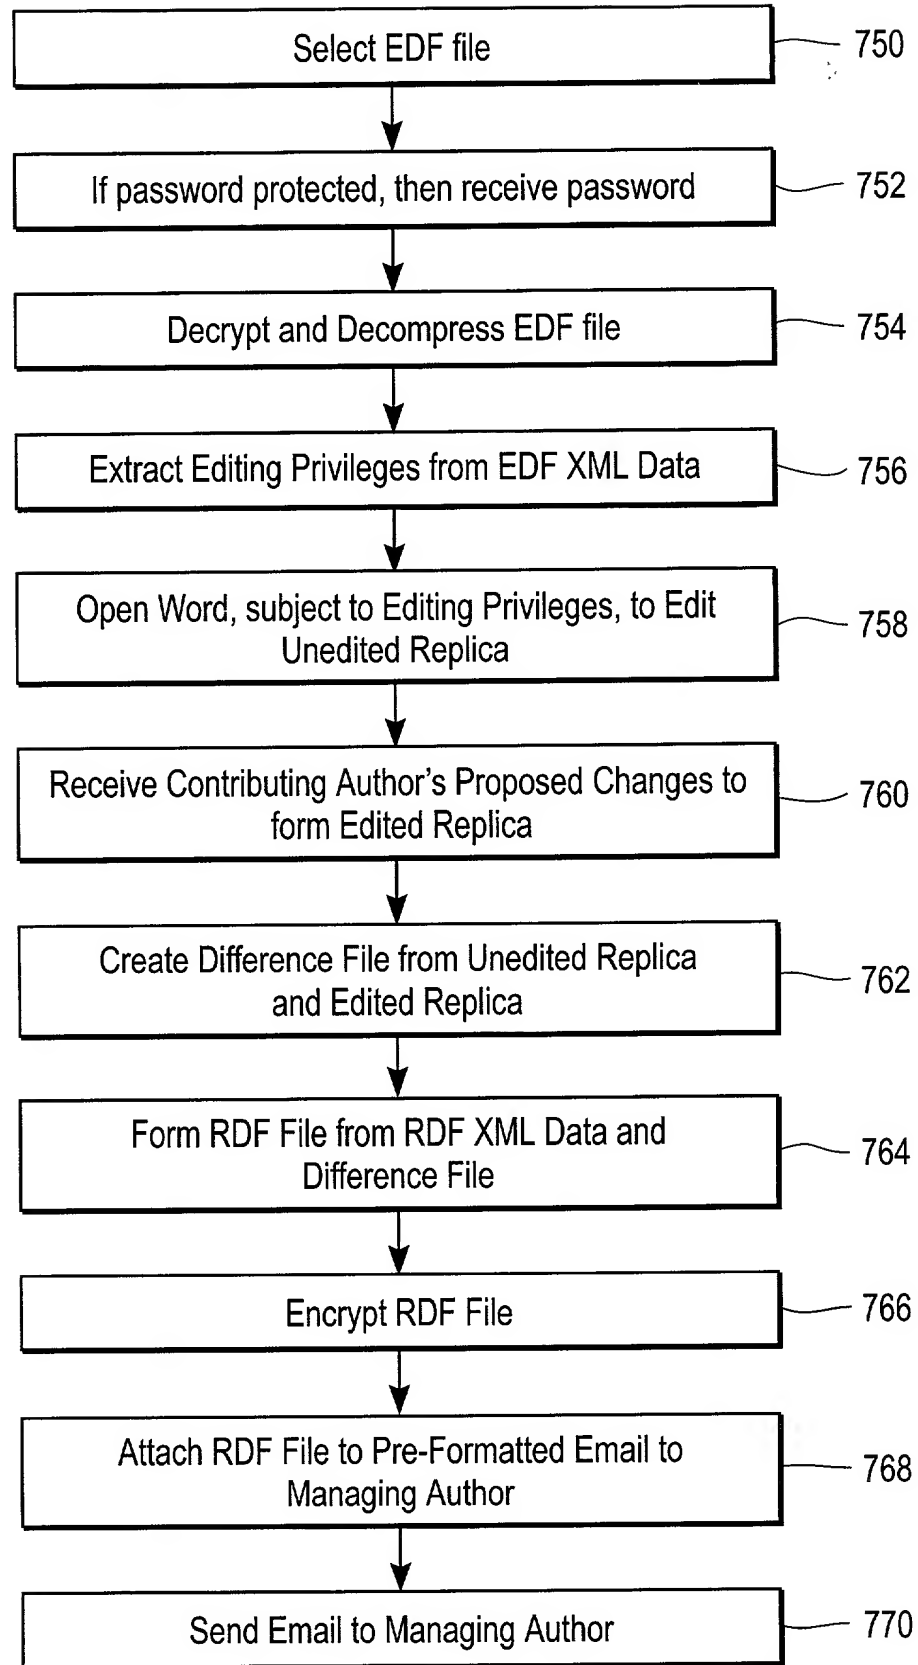 Select EDF file
750
If password protected, then receive password
752
Decrypt and Decompress EDF file
754
Extract Editing Privileges from EDF XML Data
756
Open Word, subject to Editing Privileges, to Edit
Unedited Replica
758
Receive Contributing Author's Proposed Changes to
form Edited Replica
760
Create Difference File from Unedited Replica
and Edited Replica
762
Form RDF File from RDF XML Data and
Difference File
764
Encrypt RDF File
766
Attach RDF File to Pre-Formatted Email to
Managing Author
768
Send Email to Managing Author
770